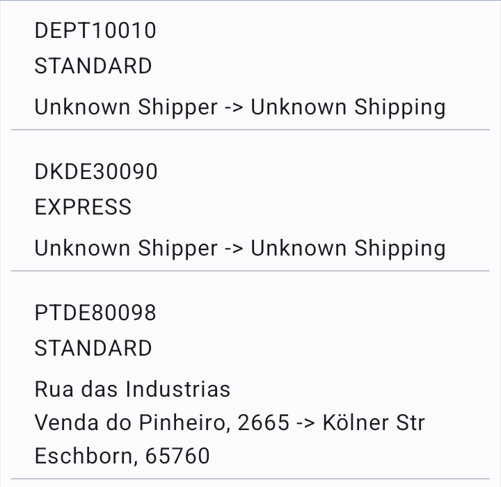 DEPT10010
STANDARD
Unknown Shipper -> Unknown Shipping
DKDE30090
EXPRESS
Unknown Shipper -> Unknown Shipping
PTDE80098
STANDARD
Rua das Industrias
Venda do Pinheiro, 2665 -> Kölner Str
Eschborn, 65760